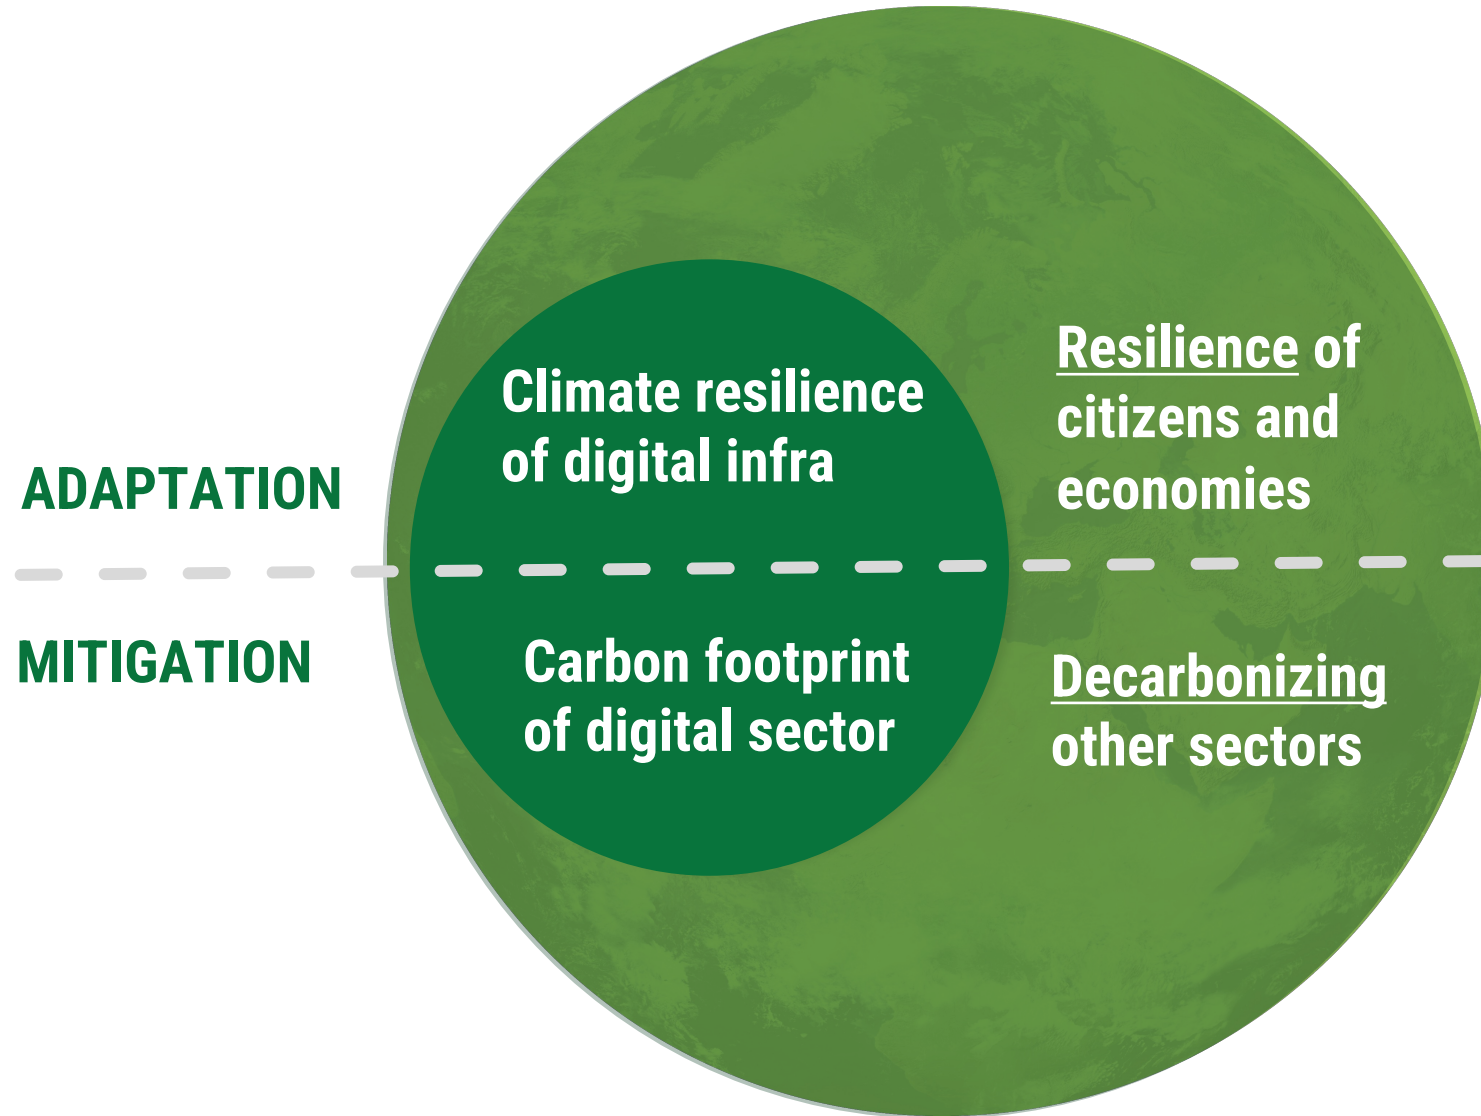 ADAPTATION
Climate resilience
of digital infra
Resilience of
citizens and
economies
MITIGATION
Carbon footprint
of digital sector
Decarbonizing
other sectors